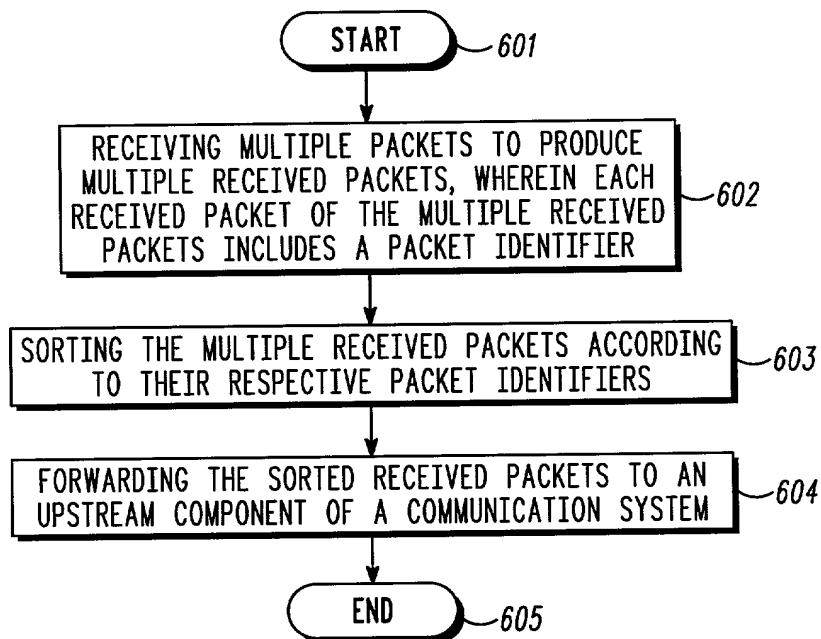 START
601
RECEIVING MULTIPLE PACKETS TO PRODUCE
MULTIPLE RECEIVED PACKETS, WHEREIN EACH
RECEIVED PACKET OF THE MULTIPLE RECEIVED
PACKETS INCLUDES A PACKET IDENTIFIER
602
SORTING THE MULTIPLE RECEIVED PACKETS ACCORDING
TO THEIR RESPECTIVE PACKET IDENTIFIERS
603
FORWARDING THE SORTED RECEIVED PACKETS TO AN
UPSTREAM COMPONENT OF A COMMUNICATION SYSTEM
604
END
605